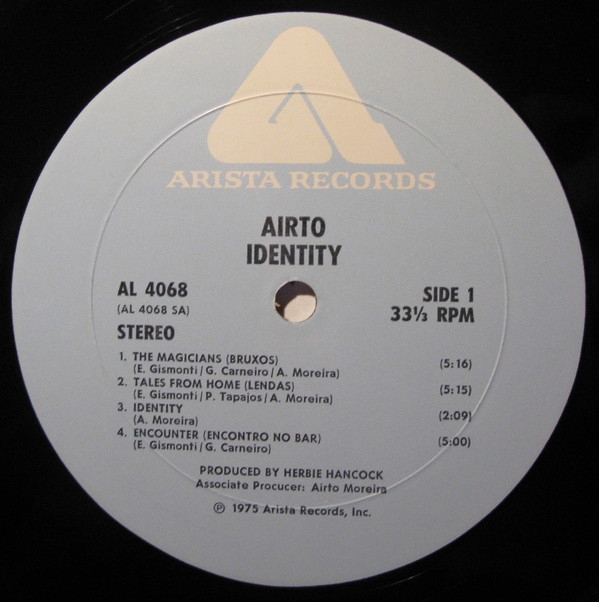 ARISTA RECORDS
AIRTO
IDENTITY
AL 4068
(AL 4068 SA)
STEREO
SIDE 1
33⅓ RPM
1. THE MAGICIANS (BRUXOS) (5:16)
(E. Gismonti/G. Carneiro/A. Moreira)
2. TALES FROM HOME (LENDAS) (5:15)
(E. Gismonti/P. Tapajos/A. Moreira)
3. IDENTITY (2:09)
(A. Moreira)
4. ENCOUNTER (ENCONTRO NO BAR) (5:00)
(E. Gismonti/G. Carneiro)
PRODUCED BY HERBIE HANCOCK
Associate Procucer: Airto Moreira
℗ 1975 Arista Records, Inc.